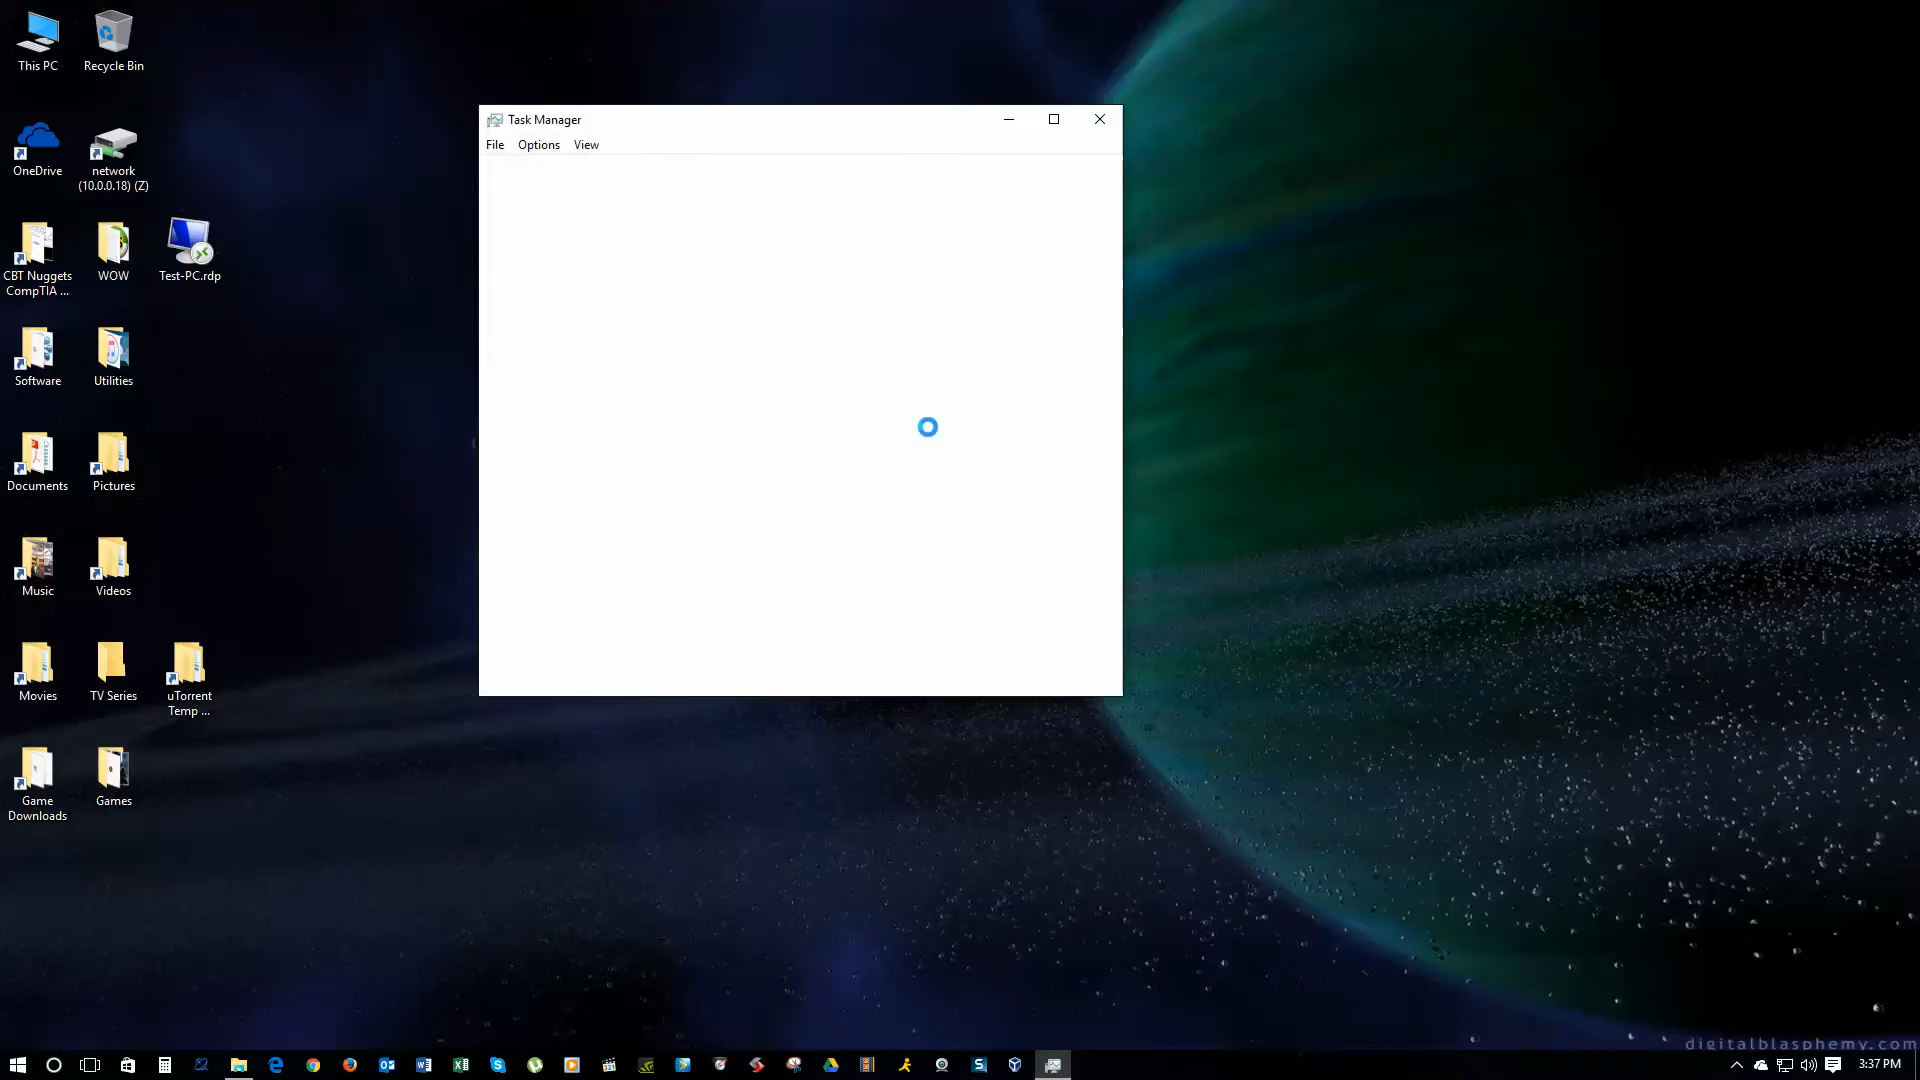 This PC
Recycle Bin
Task Manager
File Options View
OneDrive
network
(10.0.0.18) (Z)
CBT Nuggets
CompTIA ...
WOW
Test-PC.rdp
Software
Utilities
Documents
Pictures
Music
Videos
Movies
TV Series
uTorrent
Temp ...
Game
Downloads
Games
digitalblasphemy.com
3:37 PM